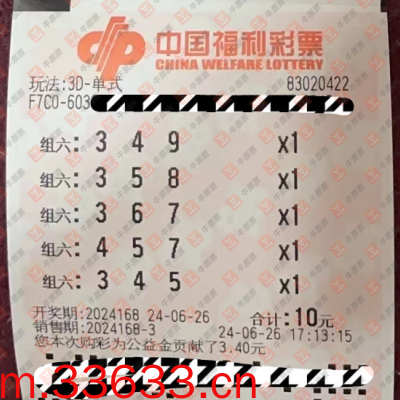 中国福利彩票
CHINA WELFARE LOTTERY
玩法:3D-单式 83020422
F7C0-603
组六: 3 4 9 x1
组六: 3 5 8 x1
组六: 3 6 7 x1
组六: 4 5 7 x1
组六: 3 4 5 x1
开奖期:2024168 24-06-26 合计:10元
销售期:2024168-3 24-06-26 17:13:15
您本次购彩为公益金贡献了3.40元
m.33633.cn